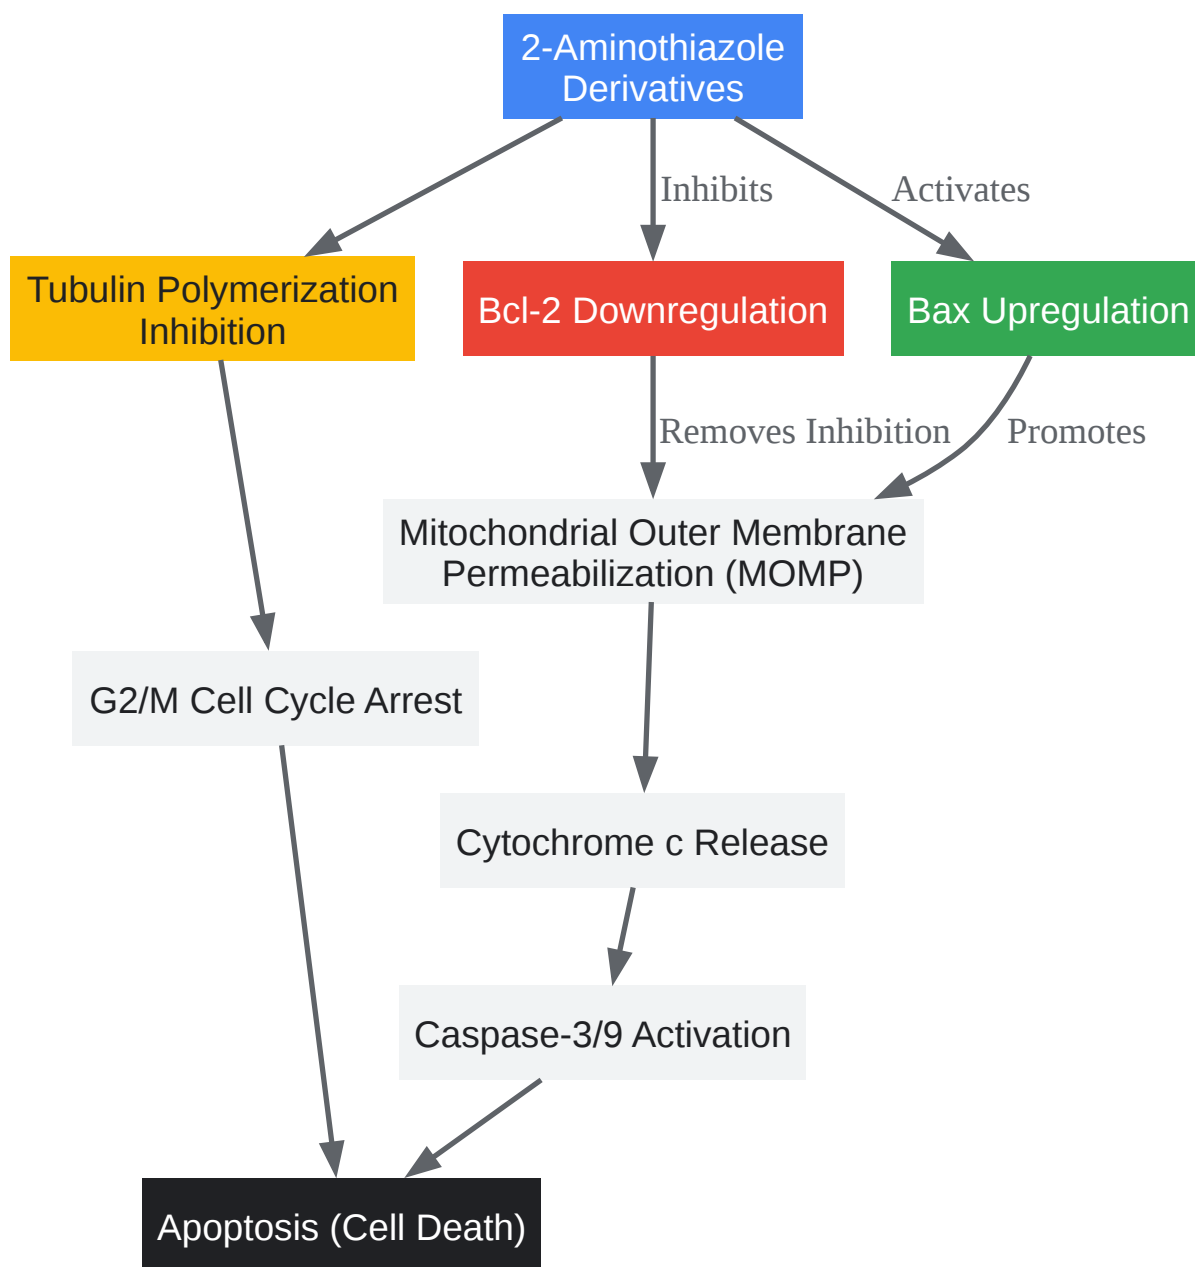 2-Aminothiazole
Derivatives
Inhibits
Activates
Tubulin Polymerization
Inhibition
Bcl-2 Downregulation
Bax Upregulation
Removes Inhibition
Promotes
Mitochondrial Outer Membrane
Permeabilization (MOMP)
G2/M Cell Cycle Arrest
Cytochrome c Release
Caspase-3/9 Activation
Apoptosis (Cell Death)